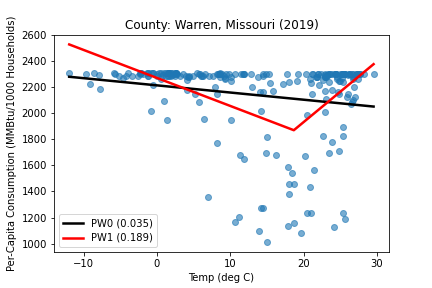 County: Warren, Missouri (2019)
Per-Capita Consumption (MMBtu/1000 Households)
2600
2400
2200
2000
1800
1600
1400
1200
1000
PW0 (0.035)
PW1 (0.189)
−10 0 10 20 30
Temp (deg C)